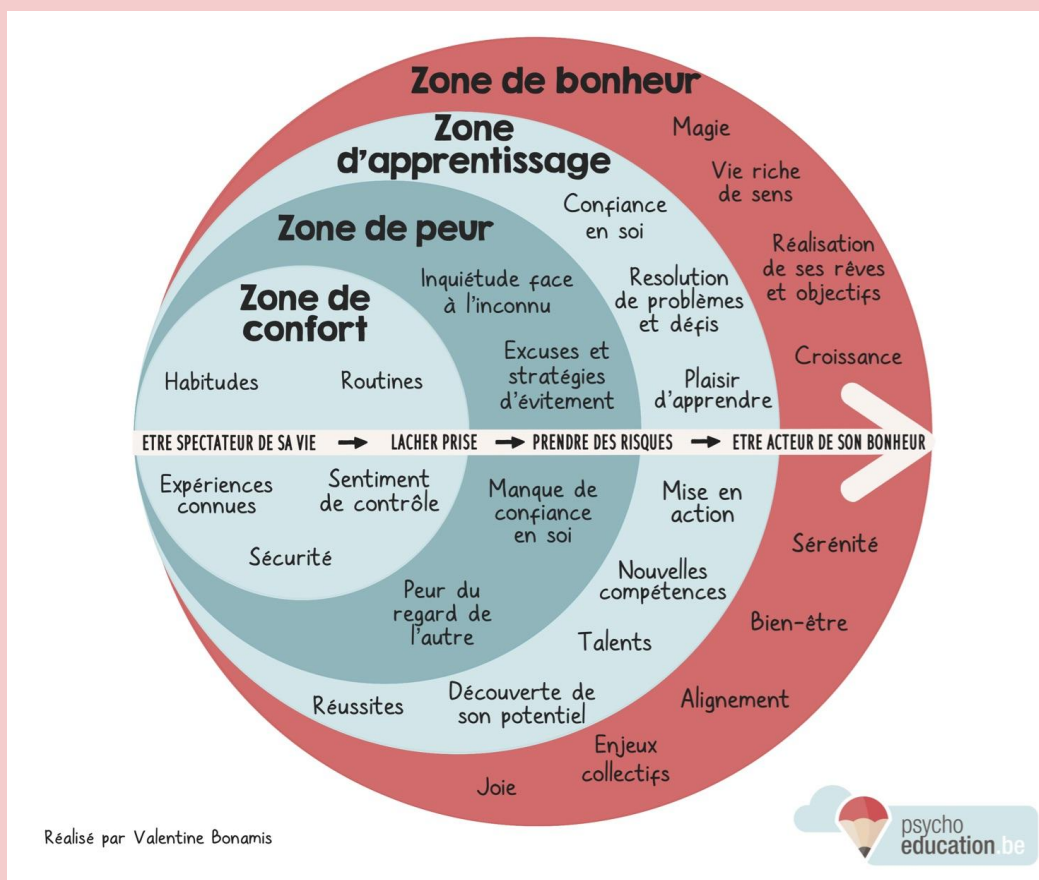 Zone de bonheur
Magie
Vie riche
de sens
Réalisation
de ses rêves
et objectifs
Croissance
Zone
d'apprentissage
Confiance
en soi
Resolution
de problèmes
et défis
Plaisir
d'apprendre
Zone de peur
Inquiétude face
à l'inconnu
Excuses et
stratégies
d'évitement
Zone de
confort
Habitudes
Routines
ETRE SPECTATEUR DE SA VIE → LACHER PRISE → PRENDRE DES RISQUES → ETRE ACTEUR DE SON BONHEUR
Expériences
connues
Sentiment
de contrôle
Sécurité
Manque de
confiance
en soi
Peur du
regard de
l'autre
Mise en
action
Nouvelles
compétences
Talents
Découverte de
son potentiel
Réussites
Sérénité
Bien-être
Alignement
Enjeux
collectifs
Joie
Réalisé par Valentine Bonamis
psycho
education.be